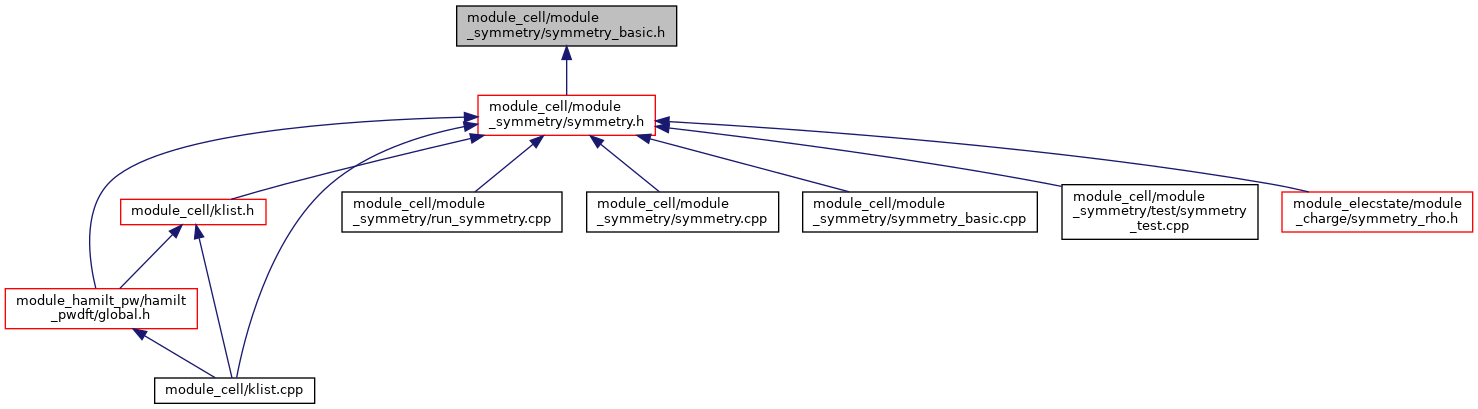 module_cell/module
_symmetry/symmetry_basic.h
module_cell/module
_symmetry/symmetry.h
module_cell/klist.h
module_cell/module
_symmetry/run_symmetry.cpp
module_cell/module
_symmetry/symmetry.cpp
module_cell/module
_symmetry/symmetry_basic.cpp
module_cell/module
_symmetry/test/symmetry
_test.cpp
module_elecstate/module
_charge/symmetry_rho.h
module_hamilt_pw/hamilt
_pwdft/global.h
module_cell/klist.cpp